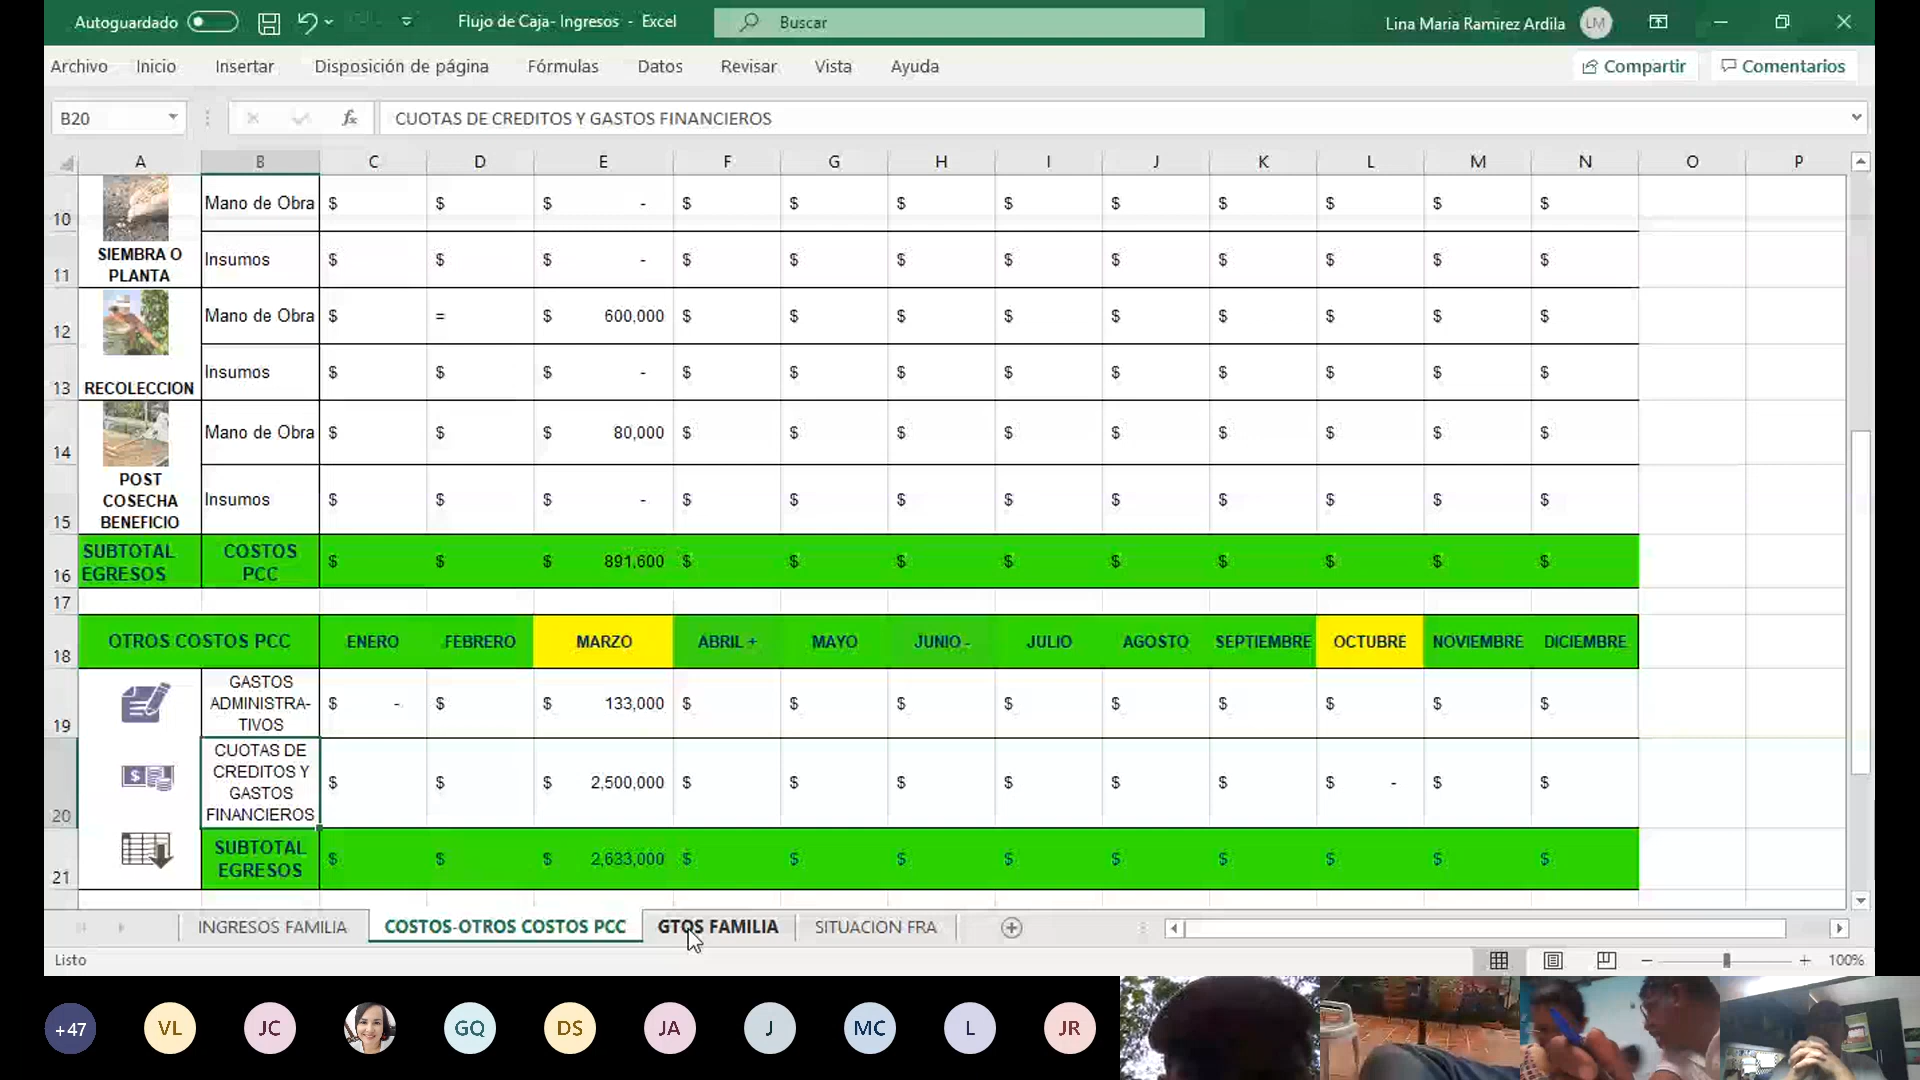 Autoguardado
Flujo de Caja- Ingresos - Excel
Buscar
Lina Maria Ramirez Ardila LM
Archivo Inicio Insertar Disposición de página Fórmulas Datos Revisar Vista Ayuda Compartir Comentarios
B20 fx CUOTAS DE CREDITOS Y GASTOS FINANCIEROS
A B C D E F G H I J K L M N O P
10 Mano de Obra $ $ $ - $ $ $ $ $ $ $ $ $
SIEMBRA O
PLANTA
11 Insumos $ $ $ - $ $ $ $ $ $ $ $ $
12 Mano de Obra $ = $ 600,000 $ $ $ $ $ $ $ $ $
13 RECOLECCION Insumos $ $ $ - $ $ $ $ $ $ $ $ $
14 Mano de Obra $ $ $ 80,000 $ $ $ $ $ $ $ $ $
POST
COSECHA
BENEFICIO
15 Insumos $ $ $ - $ $ $ $ $ $ $ $ $
SUBTOTAL
EGRESOS
COSTOS
PCC
16 $ $ $ 891,600 $ $ $ $ $ $ $ $ $
17
18 OTROS COSTOS PCC ENERO FEBRERO MARZO ABRIL + MAYO JUNIO - JULIO AGOSTO SEPTIEMBRE OCTUBRE NOVIEMBRE DICIEMBRE
GASTOS
ADMINISTRA-
TIVOS
19 $ - $ $ 133,000 $ $ $ $ $ $ $ $ $
CUOTAS DE
CREDITOS Y
GASTOS
FINANCIEROS
20 $ $ $ 2,500,000 $ $ $ $ $ $ $ - $ $
SUBTOTAL
EGRESOS
21 $ $ $ 2,633,000 $ $ $ $ $ $ $ $ $
INGRESOS FAMILIA COSTOS-OTROS COSTOS PCC GTOS FAMILIA SITUACION FRA
Listo 100%
+47 VL JC GQ DS JA J MC L JR